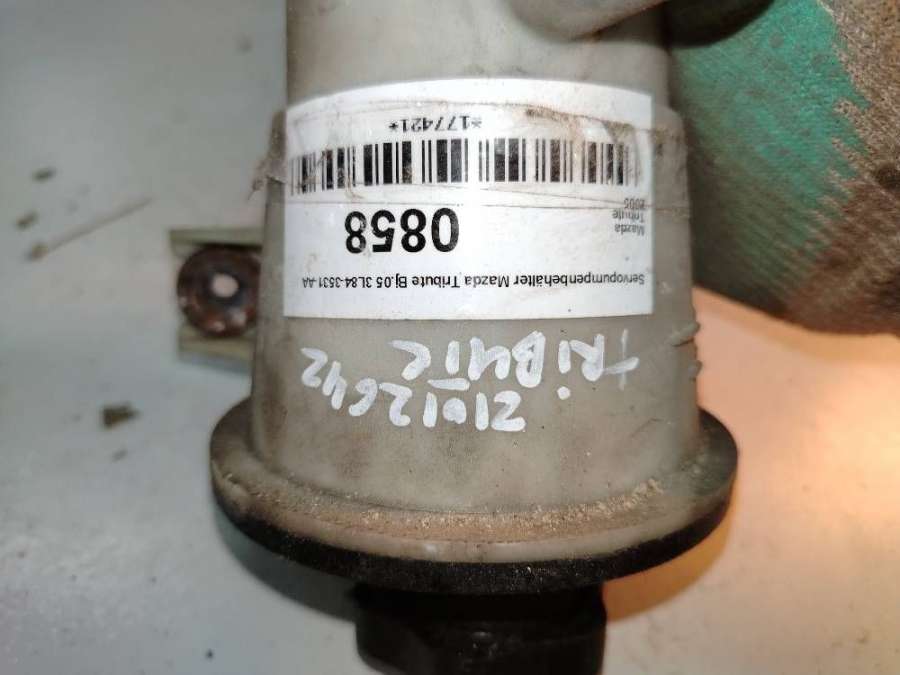 21012642
TRiBUTE
Servopumpenbehälter Mazda Tribute Bj.05 3L84-3531-AA
Mazda
Tribute
2005
0858
*177421*